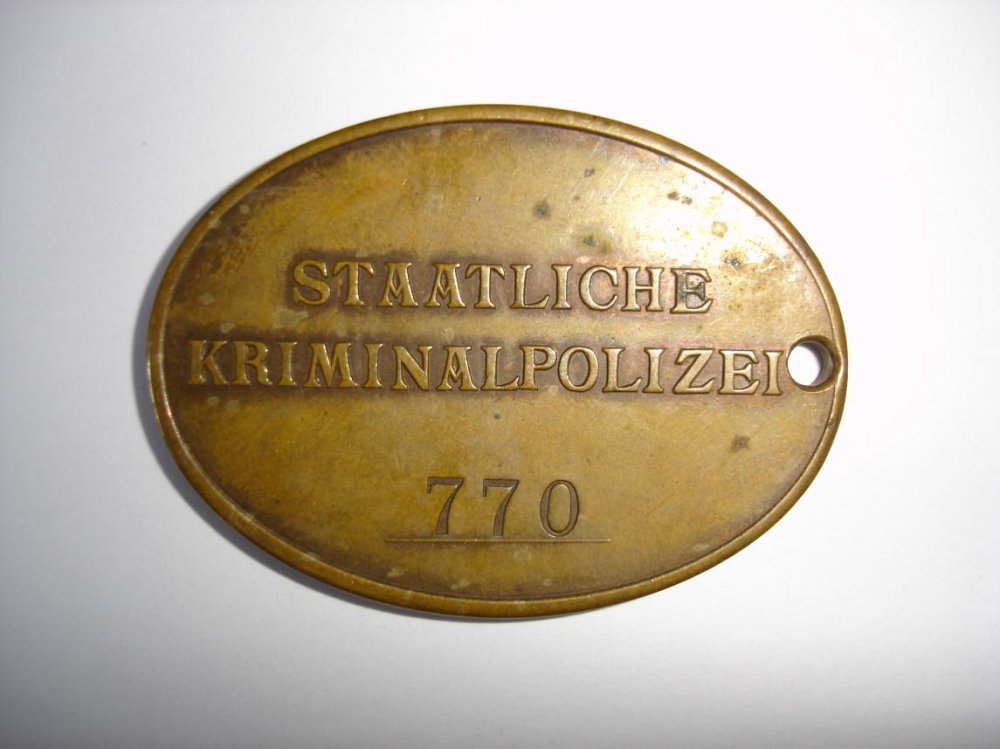 STAATLICHE
KRIMINALPOLIZEI
770